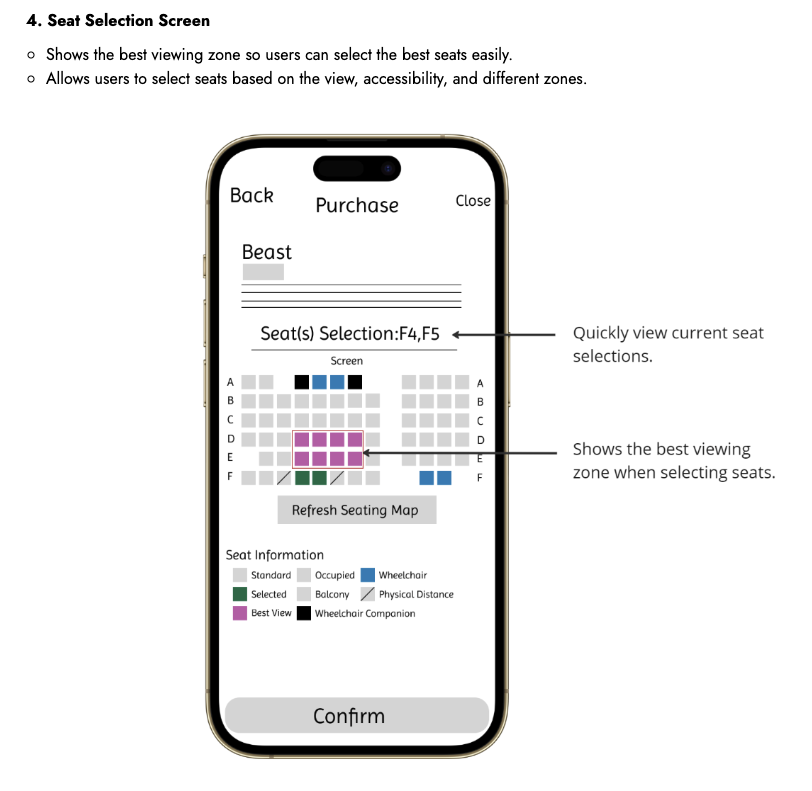 4. Seat Selection Screen
Shows the best viewing zone so users can select the best seats easily.
Allows users to select seats based on the view, accessibility, and different zones.
Back
Purchase
Close
Beast
Seat(s) Selection:F4,F5
Quickly view current seat
selections.
Screen
A A
B B
C C
D D
E E
F F
Shows the best viewing
zone when selecting seats.
Refresh Seating Map
Seat Information
Standard Occupied Wheelchair
Selected Balcony Physical Distance
Best View Wheelchair Companion
Confirm